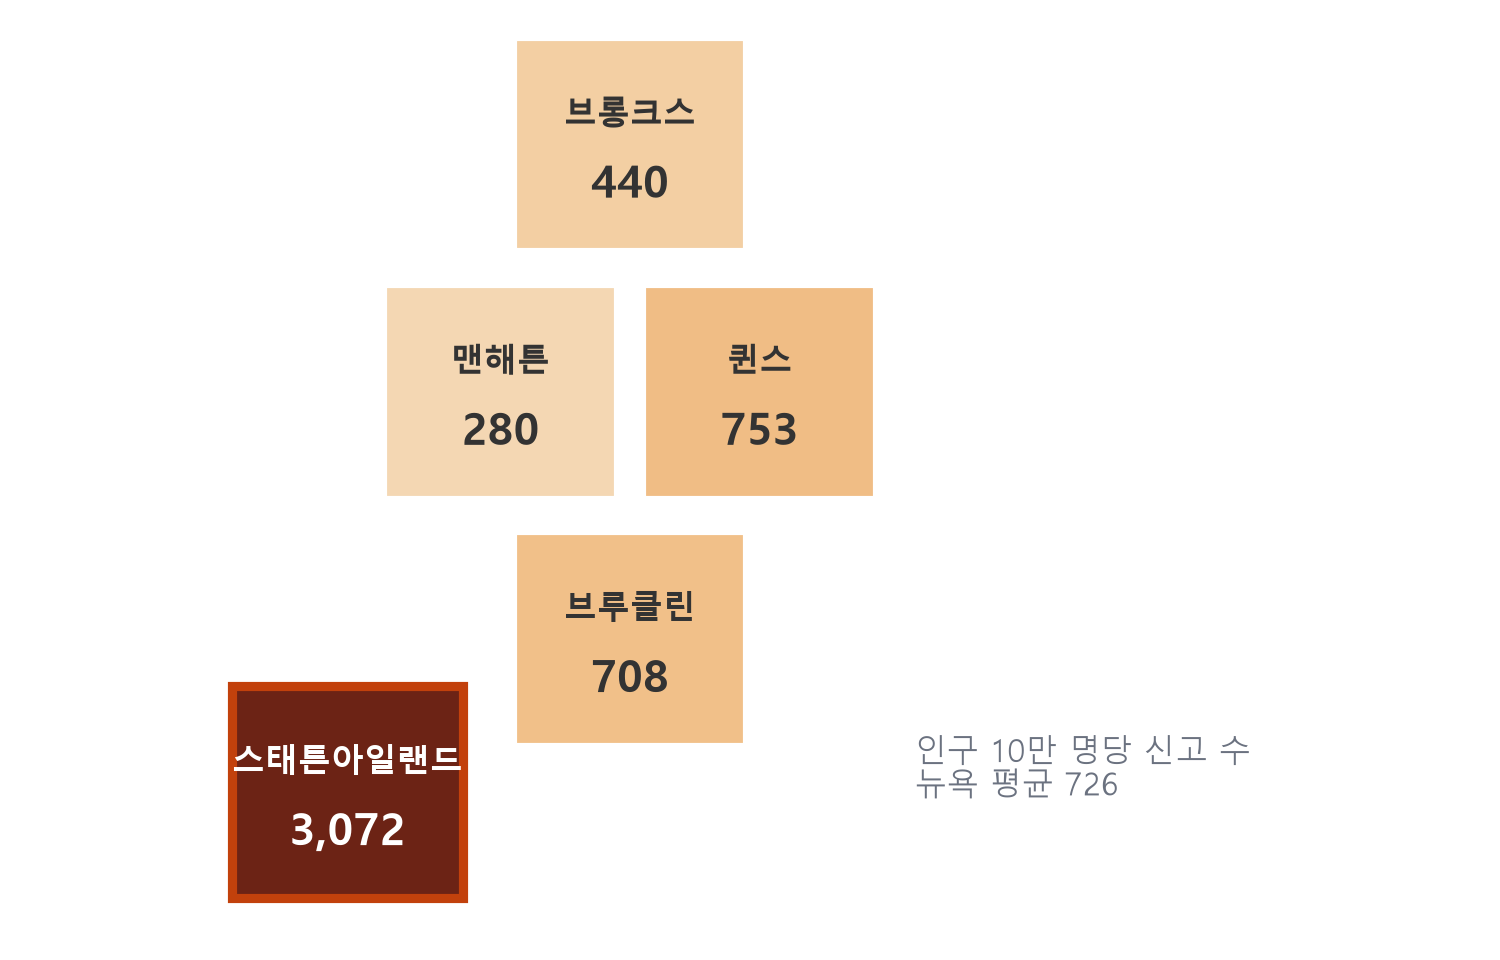 브롱크스
440
맨해튼
280
퀸스
753
브루클린
708
스태튼아일랜드
3,072
인구 10만 명당 신고 수
뉴욕 평균 726